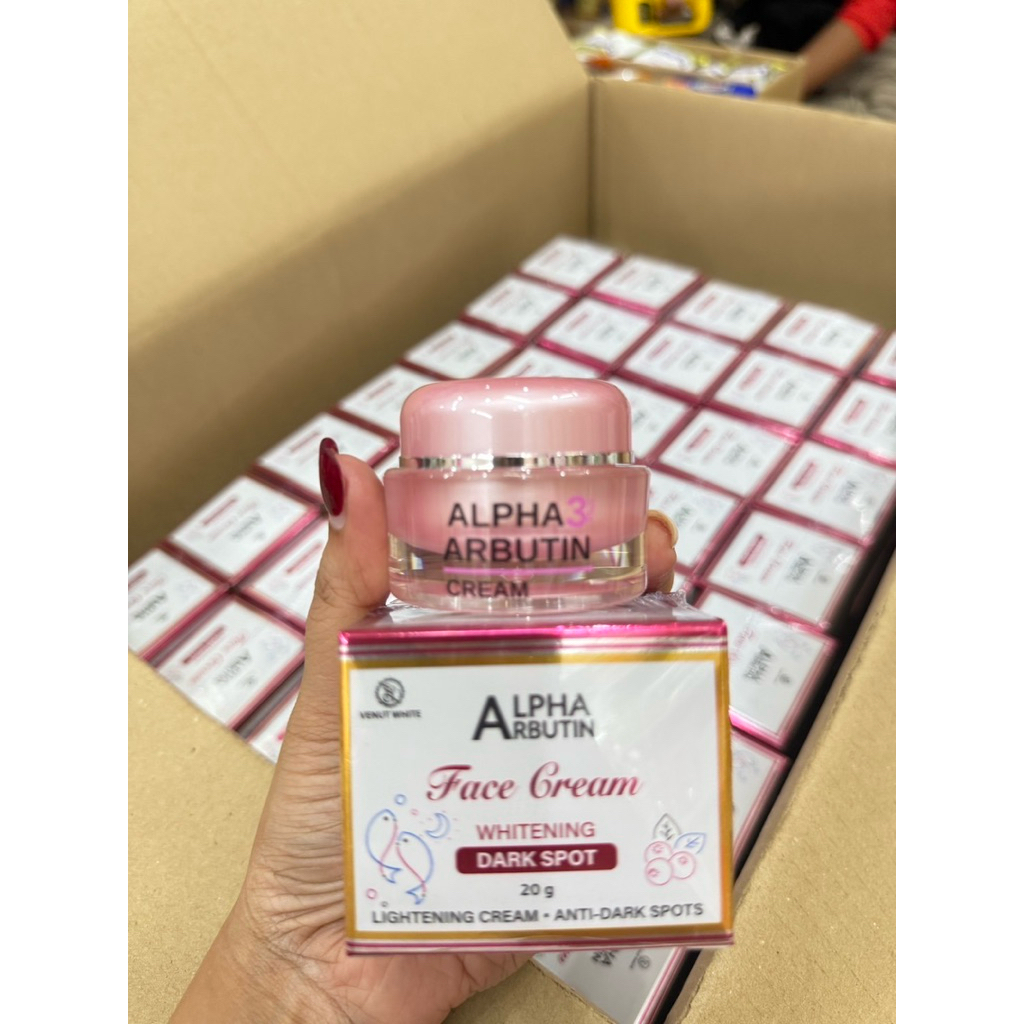 ALPHA 3
ARBUTIN
CREAM
VENUT WHITE
ALPHA
ARBUTIN
Face Cream
WHITENING
DARK SPOT
20 g
LIGHTENING CREAM • ANTI-DARK SPOTS